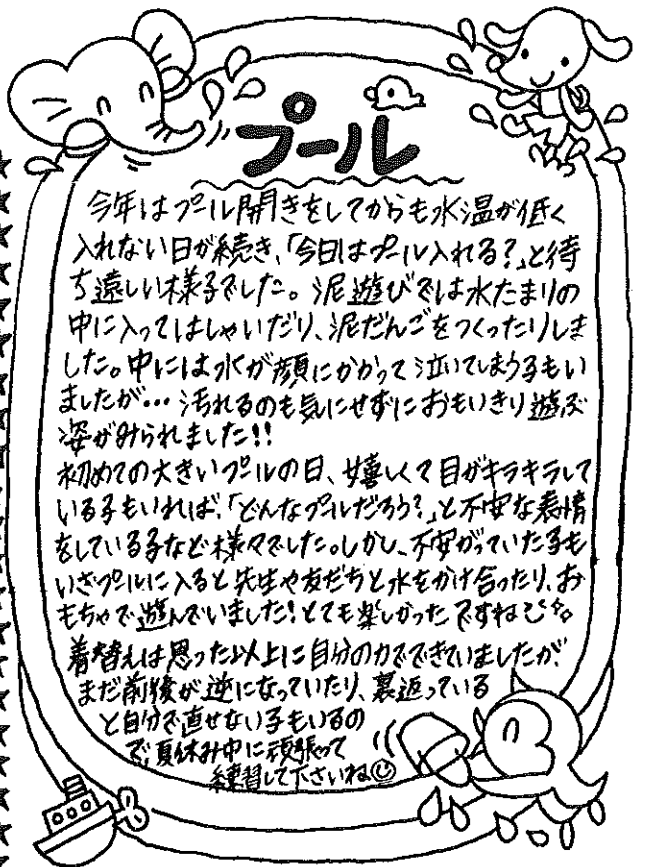 プール
今年はプール開きをしてからも水温が低く
入れない日が続き、「今日はプール入れる?」と待
ち遠しい様子でした。泥遊びでは水たまりの
中に入ってはしゃいだり、泥だんごをつくったりしま
した。中には水が顔にかかって泣いてしまう子もい
ましたが…汚れるのも気にせずにおもいきり遊ぶ
姿がみられました!!
初めての大きいプールの日、嬉しくて目がキラキラして
いる子もいれば、「どんなプールだろう?」と不安な表情
をしている子など様々でした。しかし、不安がっていた子も
いざプールに入ると先生や友だちと水をかけ合ったり、お
もちゃで遊んでいました!とても楽しかったですね
着替えは思った以上に自分の力でできていましたが
まだ前後が逆になっていたり、裏返っている
と自分で直せない子もいるの
で、夏休み中に頑張って
練習して下さいね